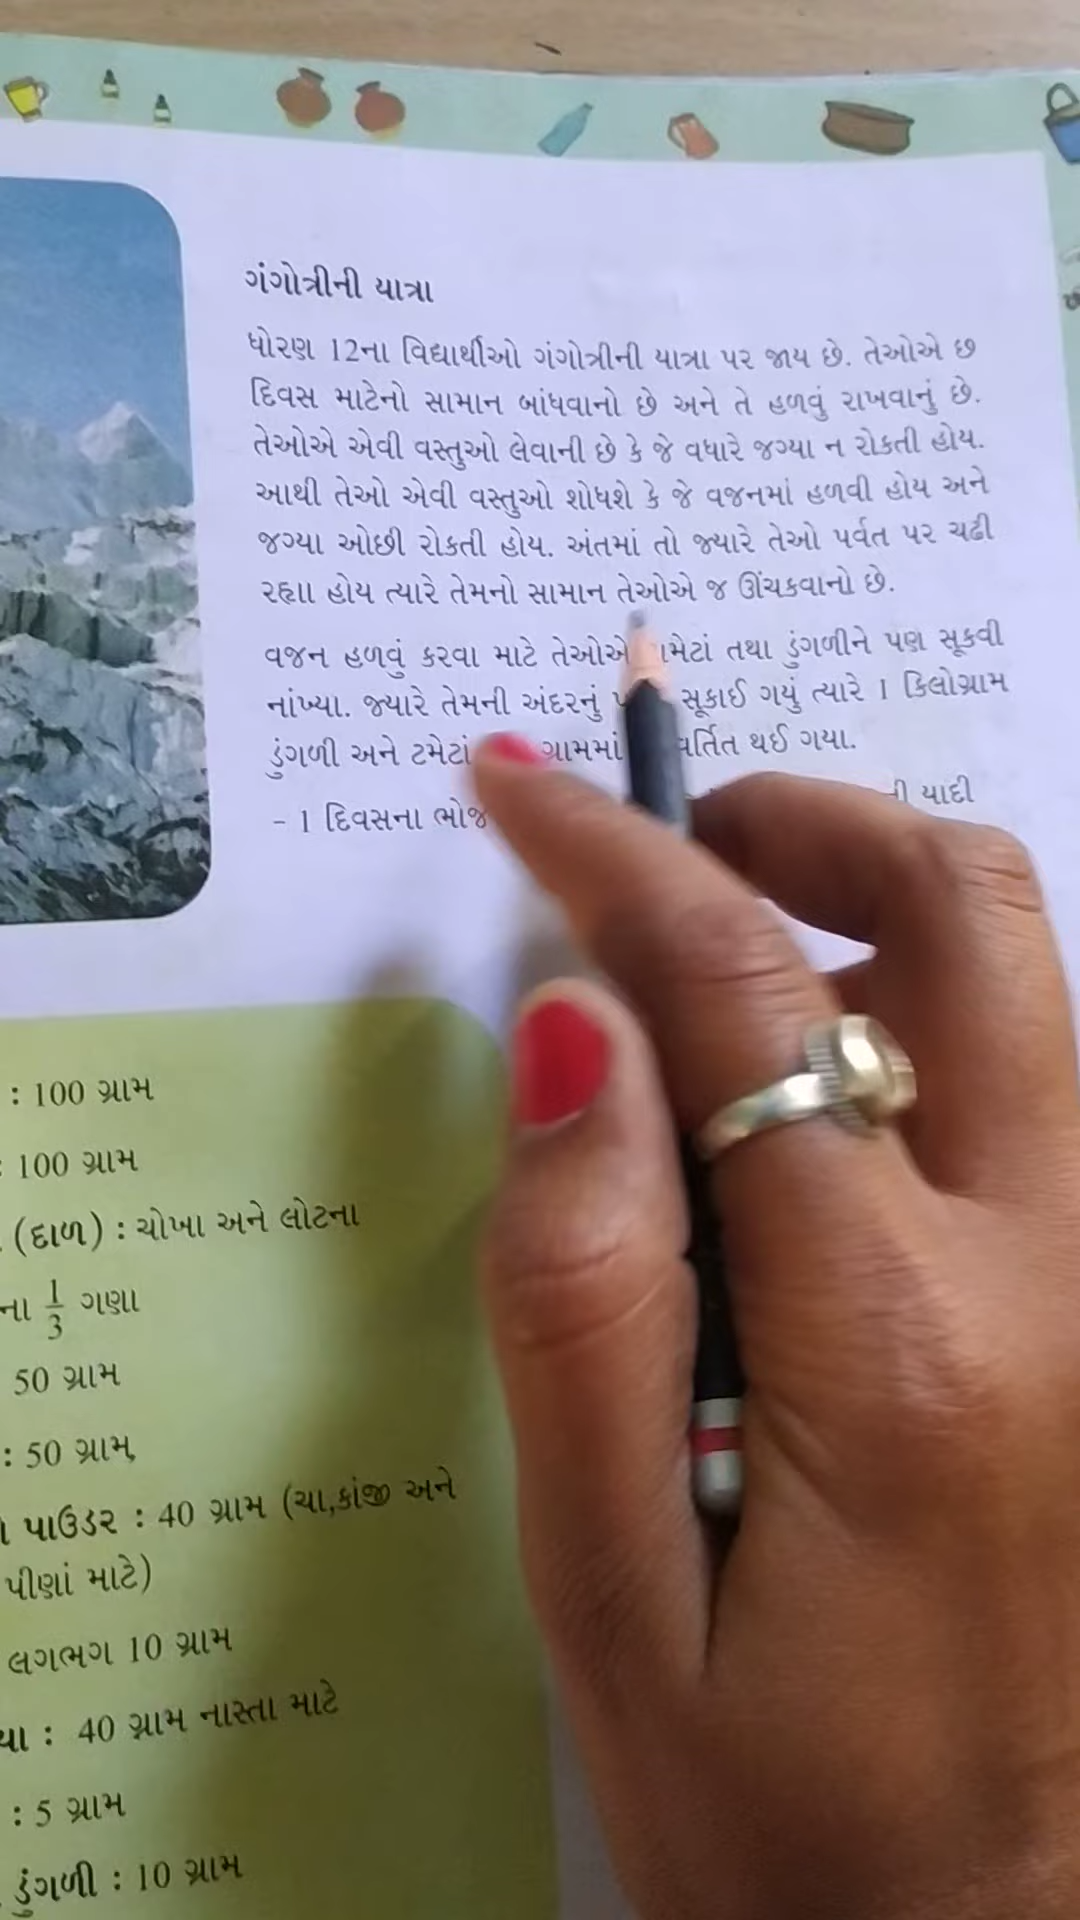 ગંગોત્રીની યાત્રા
ધોરણ 12ના વિદ્યાર્થીઓ ગંગોત્રીની યાત્રા પર જાય છે. તેઓએ છ
દિવસ માટેનો સામાન બાંધવાનો છે અને તે હળવું રાખવાનું છે.
તેઓએ એવી વસ્તુઓ લેવાની છે કે જે વધારે જગ્યા ન રોકતી હોય.
આથી તેઓ એવી વસ્તુઓ શોધશે કે જે વજનમાં હળવી હોય અને
જગ્યા ઓછી રોકતી હોય. અંતમાં તો જ્યારે તેઓ પર્વત પર ચઢી
રહ્યા હોય ત્યારે તેમનો સામાન તેઓએ જ ઊંચકવાનો છે.
વજન હળવું કરવા માટે તેઓએ તથા ડુંગળીને પણ સૂકવી
નાંખ્યા. જ્યારે તેમની અંદરનું સૂકાઈ ગયું ત્યારે 1 કિલોગ્રામ
ડુંગળી અને ટમેટાં ગ્રામમાં થઈ ગયા.
- 1 દિવસના યાદી
: 100 ગ્રામ
: 100 ગ્રામ
(દાળ) : ચોખા અને લોટના
ના 1/3 ગણા
50 ગ્રામ
: 50 ગ્રામ
પાઉડર : 40 ગ્રામ (ચા,કાંજી અને
પીણાં માટે)
લગભગ 10 ગ્રામ
: 40 ગ્રામ નાસ્તા માટે
: 5 ગ્રામ
ડુંગળી : 10 ગ્રામ